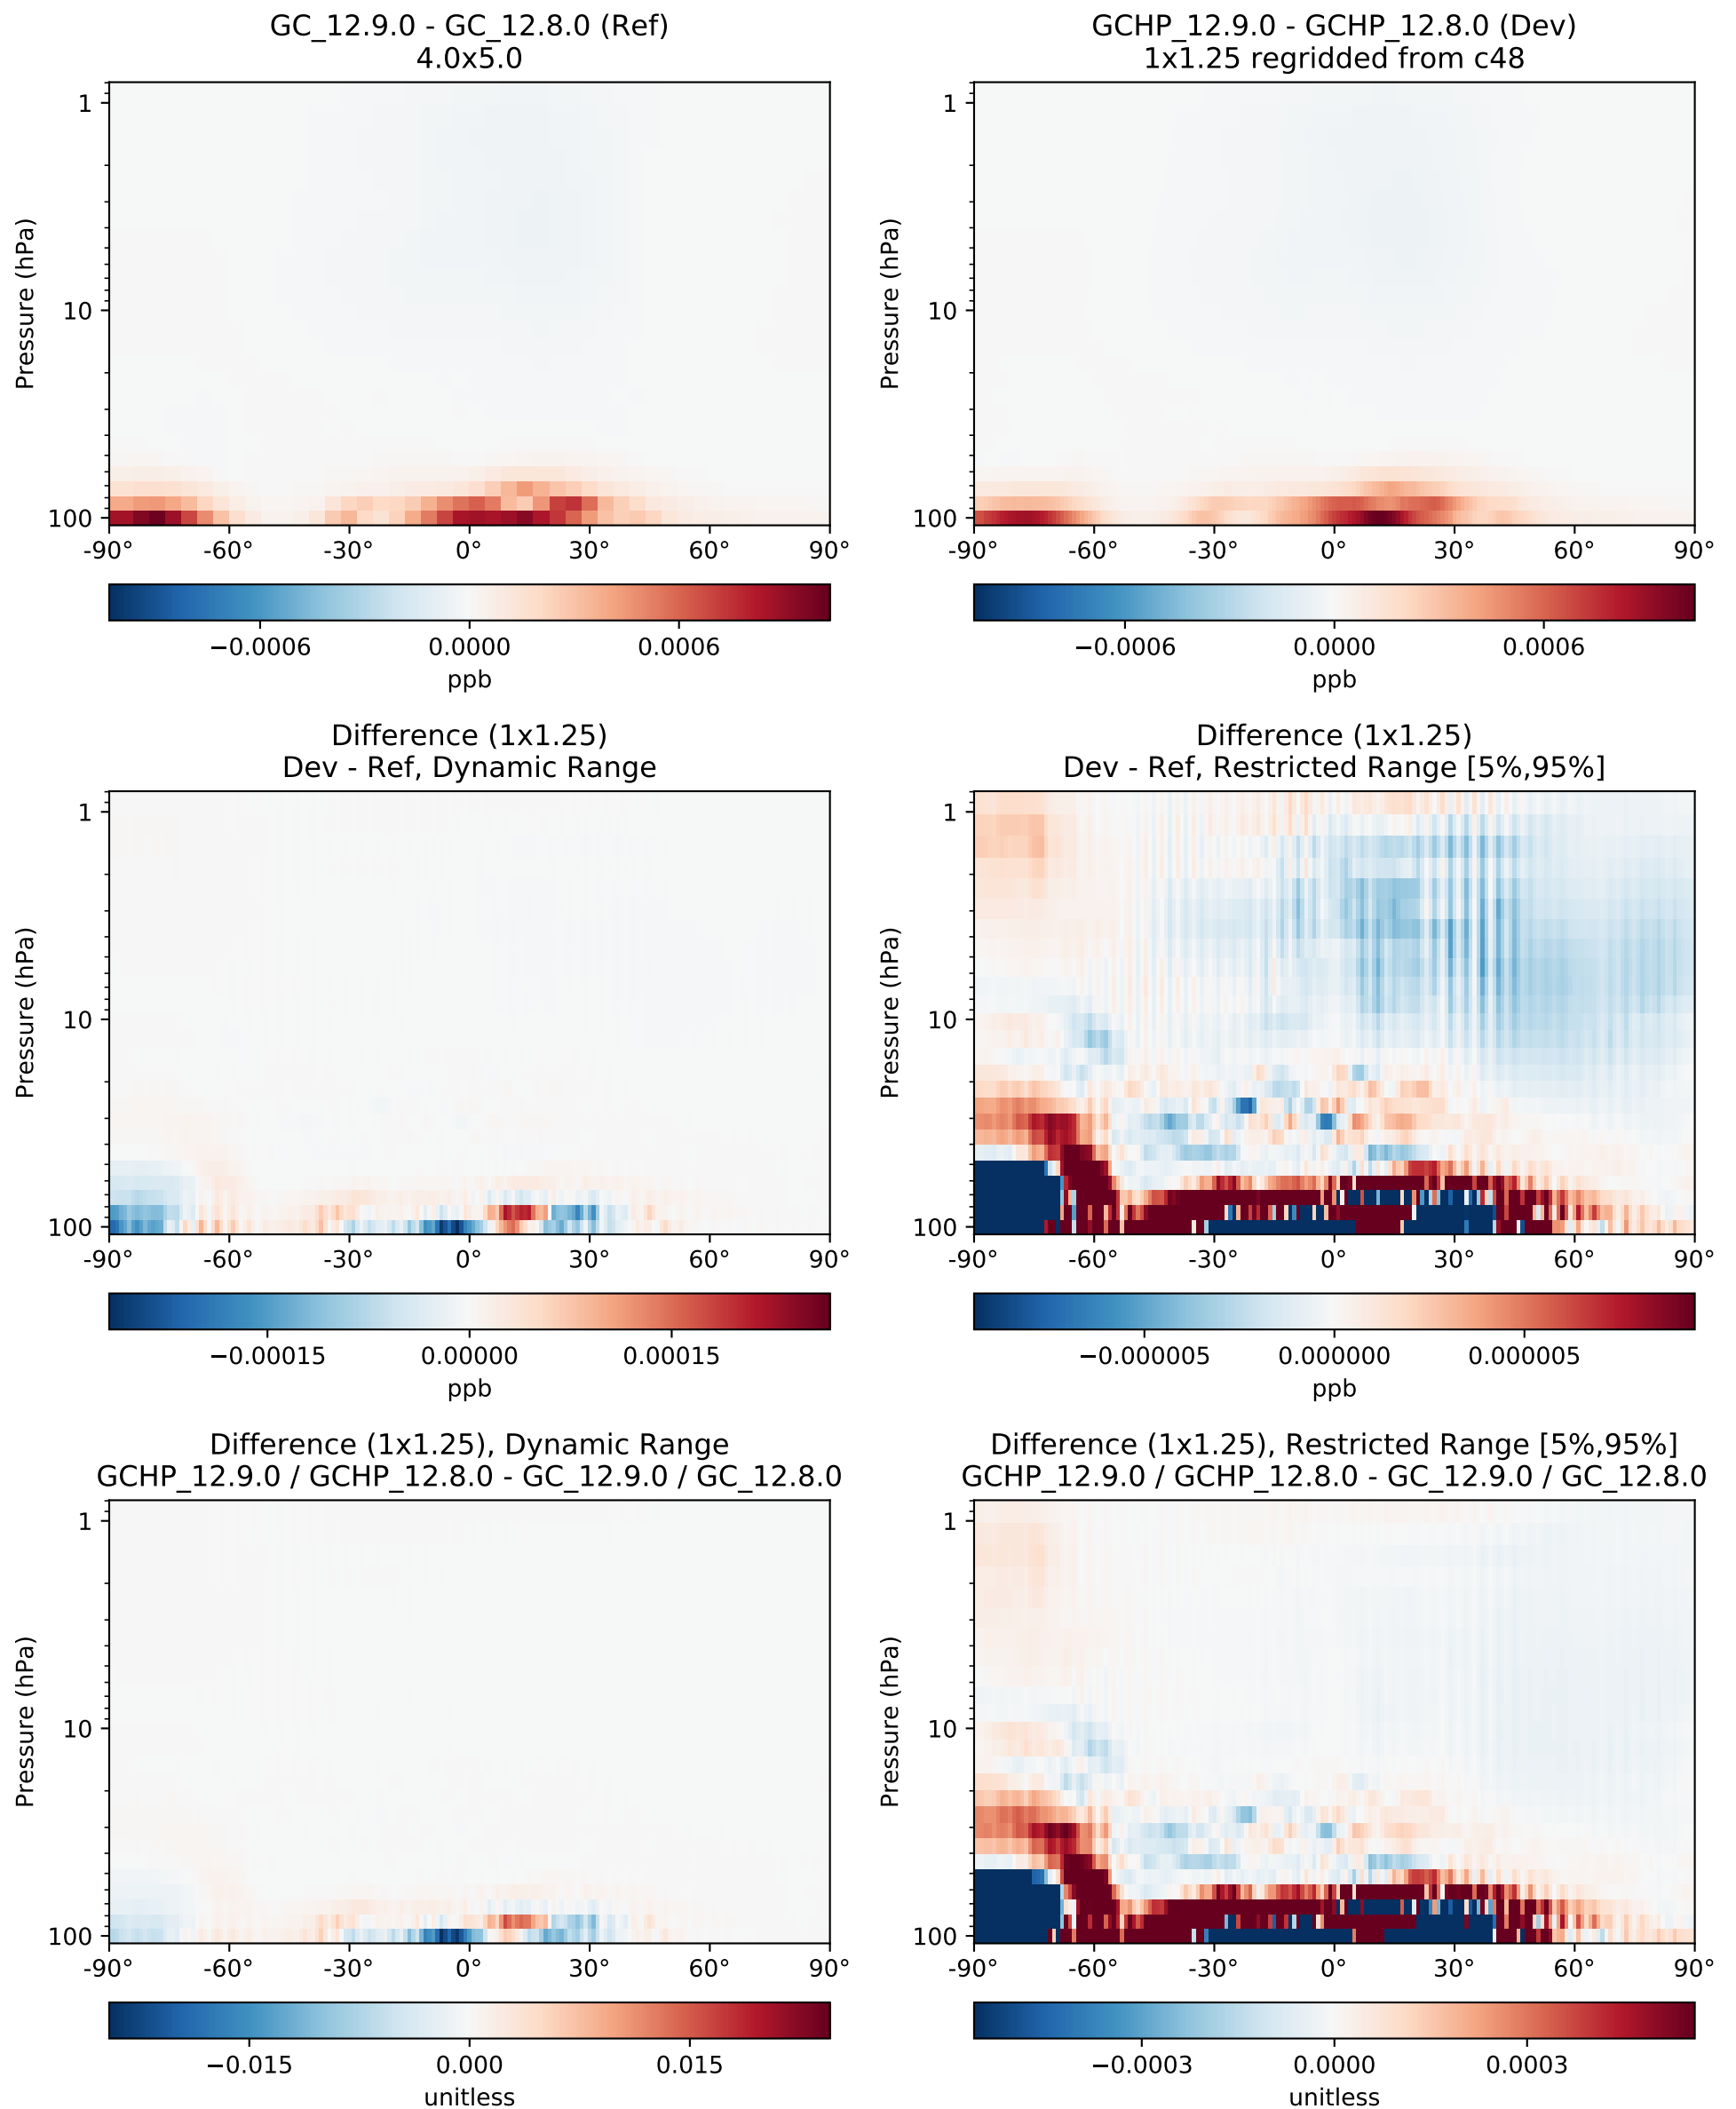 GC_12.9.0 - GC_12.8.0 (Ref)
4.0x5.0
GCHP_12.9.0 - GCHP_12.8.0 (Dev)
1x1.25 regridded from c48
Pressure (hPa)
1
10
100
-90° -60° -30° 0° 30° 60° 90°
−0.0006 0.0000 0.0006
ppb
Pressure (hPa)
1
10
100
-90° -60° -30° 0° 30° 60° 90°
−0.0006 0.0000 0.0006
ppb
Difference (1x1.25)
Dev - Ref, Dynamic Range
Pressure (hPa)
1
10
100
-90° -60° -30° 0° 30° 60° 90°
−0.00015 0.00000 0.00015
ppb
Difference (1x1.25)
Dev - Ref, Restricted Range [5%,95%]
Pressure (hPa)
1
10
100
-90° -60° -30° 0° 30° 60° 90°
−0.000005 0.000000 0.000005
ppb
Difference (1x1.25), Dynamic Range
GCHP_12.9.0 / GCHP_12.8.0 - GC_12.9.0 / GC_12.8.0
Pressure (hPa)
1
10
100
-90° -60° -30° 0° 30° 60° 90°
−0.015 0.000 0.015
unitless
Difference (1x1.25), Restricted Range [5%,95%]
GCHP_12.9.0 / GCHP_12.8.0 - GC_12.9.0 / GC_12.8.0
Pressure (hPa)
1
10
100
-90° -60° -30° 0° 30° 60° 90°
−0.0003 0.0000 0.0003
unitless